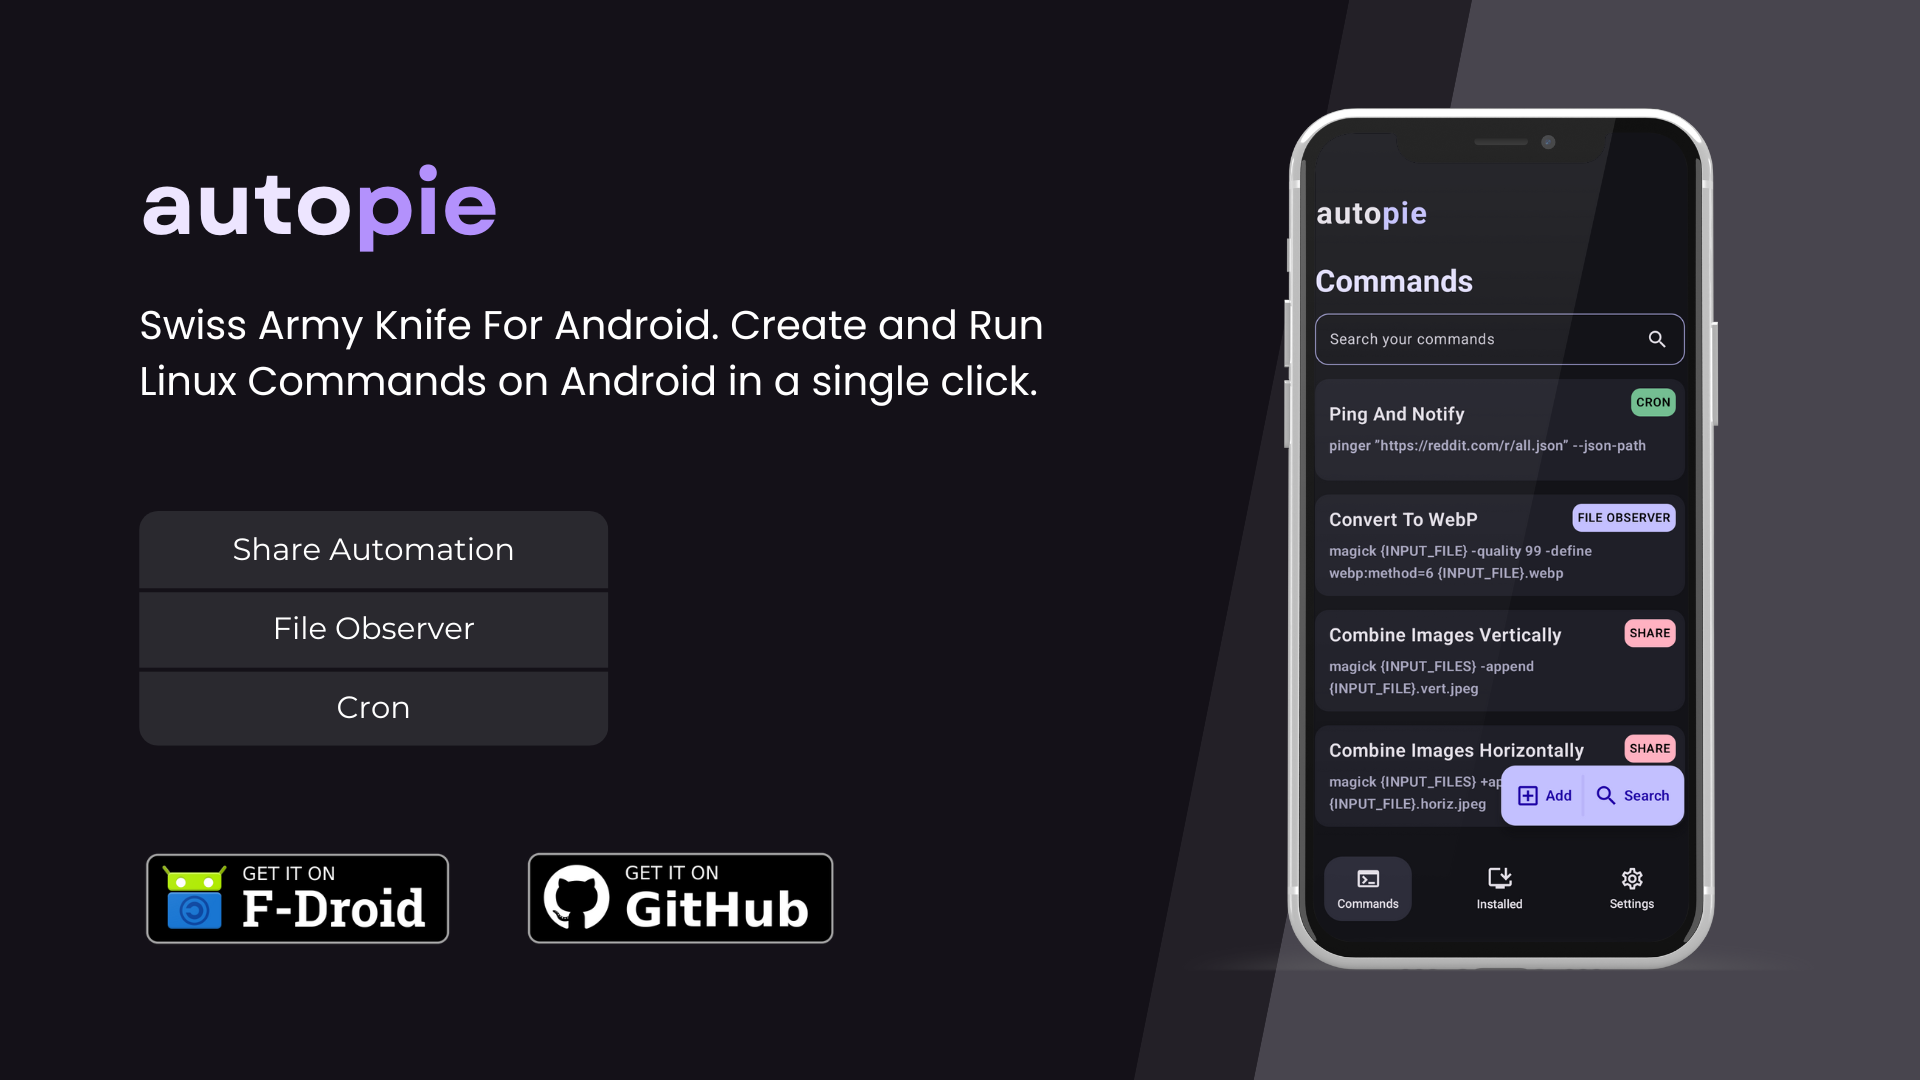 autopie
Swiss Army Knife For Android. Create and Run
Linux Commands on Android in a single click.
Share Automation
File Observer
Cron
GET IT ON
F-Droid
GET IT ON
GitHub
autopie
Commands
Search your commands
CRON
Ping And Notify
pinger “https://reddit.com/r/all.json” --json-path
FILE OBSERVER
Convert To WebP
magick {INPUT_FILE} -quality 99 -define
webp:method=6 {INPUT_FILE}.webp
SHARE
Combine Images Vertically
magick {INPUT_FILES} -append
{INPUT_FILE}.vert.jpeg
SHARE
Combine Images Horizontally
magick {INPUT_FILES}
{INPUT_FILE}.horiz.jpeg
Add
Search
Commands
Installed
Settings